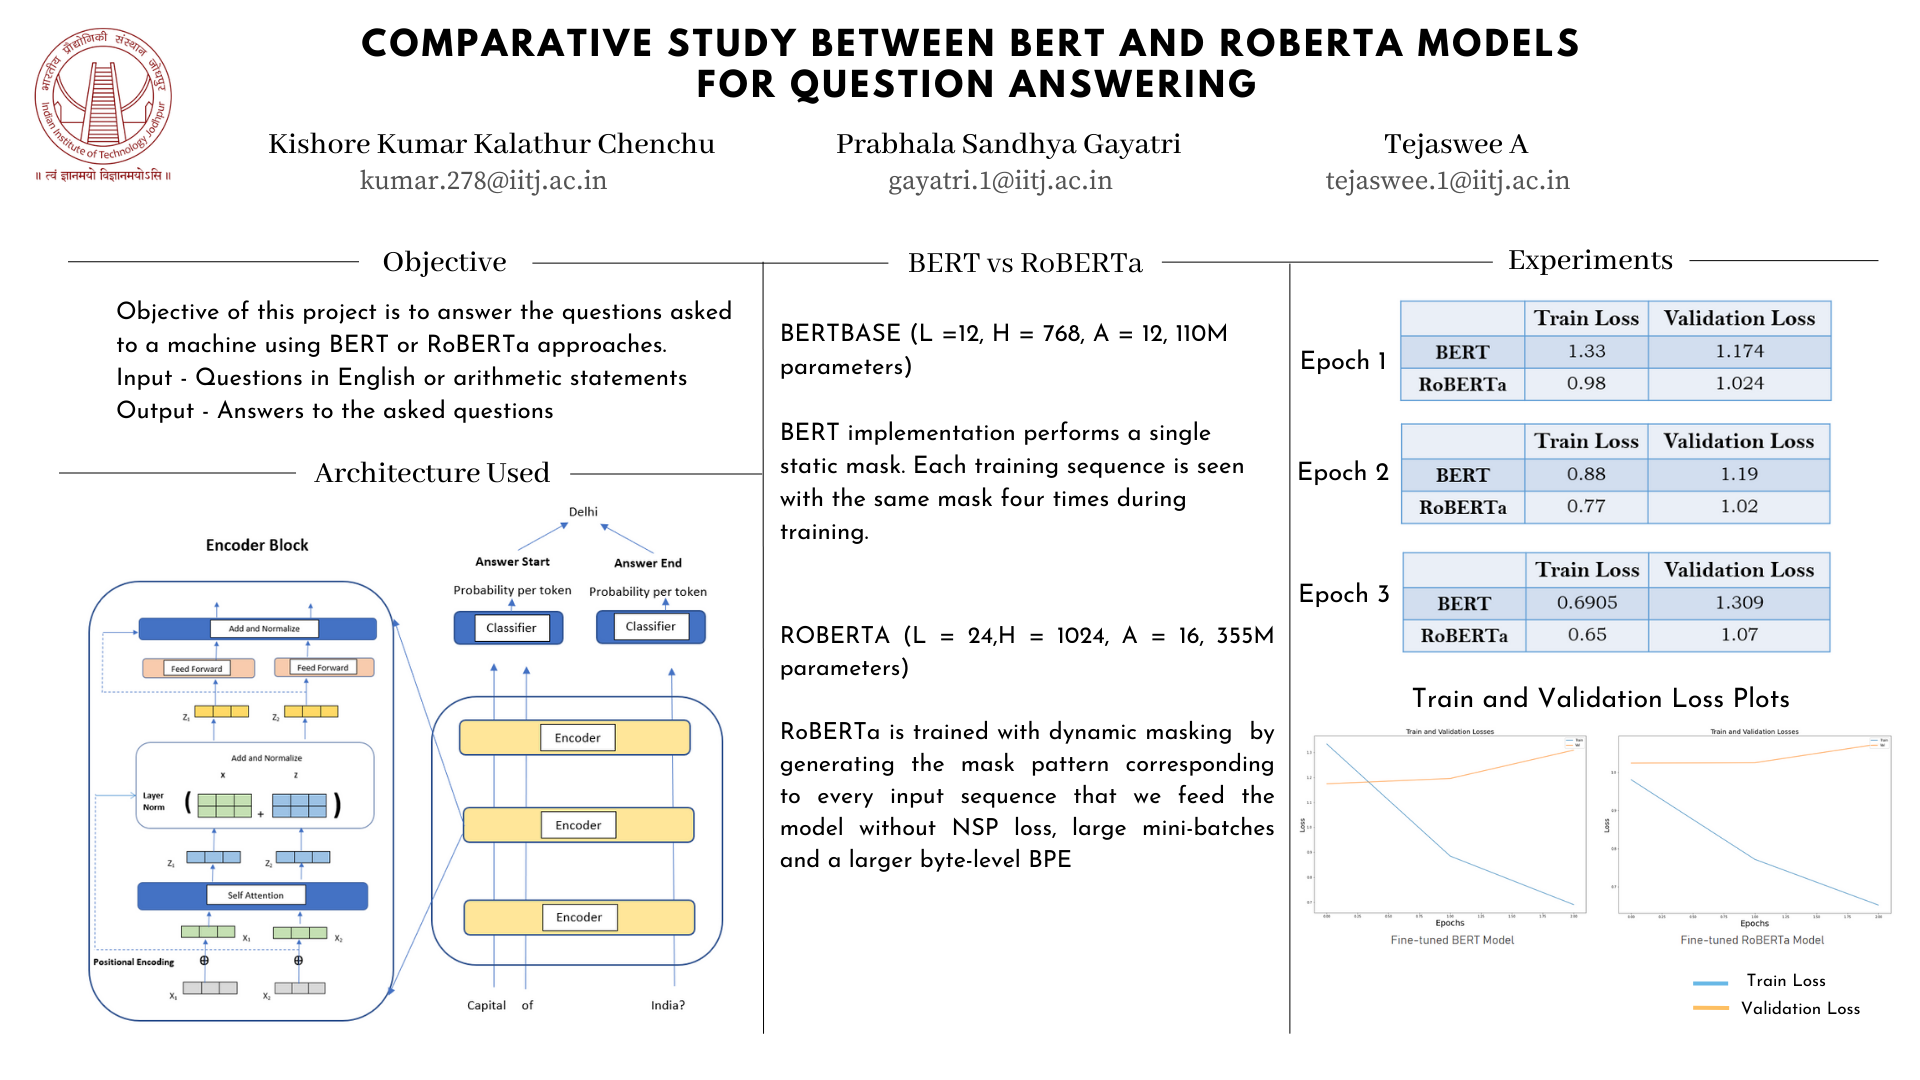 भारतीय प्रौद्योगिकी संस्थान जोधपुर
Indian Institute of Technology Jodhpur
॥ त्वं ज्ञानमयो विज्ञानमयोऽसि ॥
COMPARATIVE STUDY BETWEEN BERT AND ROBERTA MODELS
FOR QUESTION ANSWERING
Kishore Kumar Kalathur Chenchu
kumar.278@iitj.ac.in
Prabhala Sandhya Gayatri
gayatri.1@iitj.ac.in
Tejaswee A
tejaswee.1@iitj.ac.in
Objective
Objective of this project is to answer the questions asked
to a machine using BERT or RoBERTa approaches.
Input - Questions in English or arithmetic statements
Output - Answers to the asked questions
Architecture Used
Encoder Block
Add and Normalize
Feed Forward Feed Forward
Z₁ Z₂
Add and Normalize
x z
Layer
Norm
( + )
Z₁ Z₂
Self Attention
X₁ X₂
Positional Encoding
X₁ X₂
Delhi
Answer Start Answer End
Probability per token Probability per token
Classifier Classifier
Encoder
Encoder
Encoder
Capital of India?
BERT vs RoBERTa
BERTBASE (L =12, H = 768, A = 12, 110M
parameters)
BERT implementation performs a single
static mask. Each training sequence is seen
with the same mask four times during
training.
ROBERTA (L = 24,H = 1024, A = 16, 355M
parameters)
RoBERTa is trained with dynamic masking by
generating the mask pattern corresponding
to every input sequence that we feed the
model without NSP loss, large mini-batches
and a larger byte-level BPE
Experiments
Epoch 1
Train Loss Validation Loss
BERT 1.33 1.174
RoBERTa 0.98 1.024
Epoch 2
Train Loss Validation Loss
BERT 0.88 1.19
RoBERTa 0.77 1.02
Epoch 3
Train Loss Validation Loss
BERT 0.6905 1.309
RoBERTa 0.65 1.07
Train and Validation Loss Plots
Train and Validation Losses
Loss
Epochs
Fine-tuned BERT Model
Train and Validation Losses
Loss
Epochs
Fine-tuned RoBERTa Model
Train Loss
Validation Loss